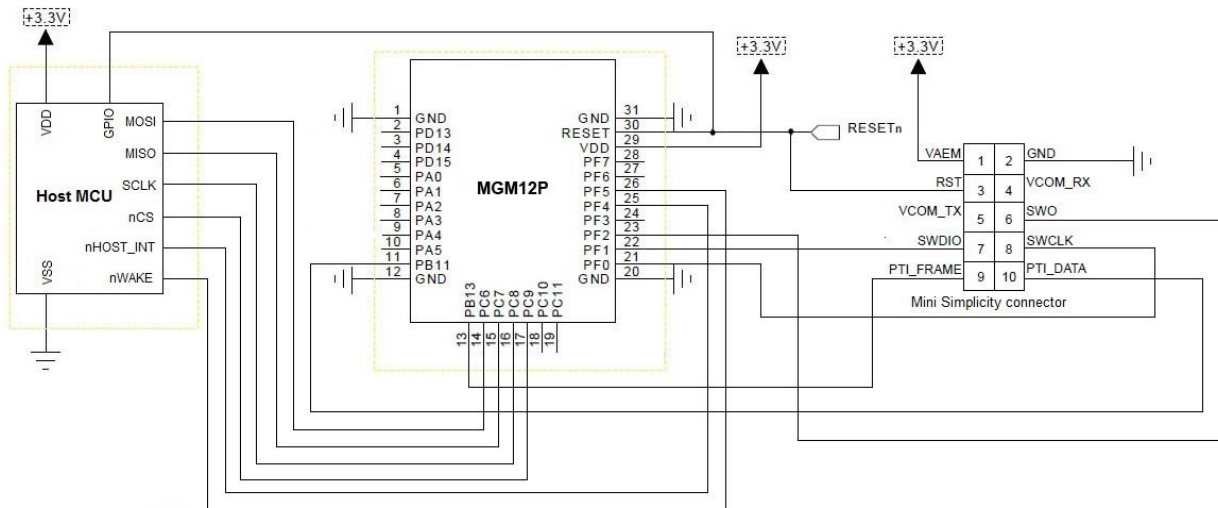 +3.3V
VDD
GPIO
MOSI
MISO
SCLK
nCS
nHOST_INT
nWAKE
Host MCU
VSS
MGM12P
1 GND
2 PD13
3 PD14
4 PD15
5 PA0
6 PA1
7 PA2
8 PA3
9 PA4
10 PA5
11 PB11
12 GND
13 PB13
14 PC6
15 PC7
16 PC8
17 PC9
18 PC10
19 PC11
GND 31
RESET 30
VDD 29
PF7 28
PF6 27
PF5 26
PF4 25
PF3 24
PF2 23
PF1 22
PF0 21
GND 20
+3.3V
RESETn
+3.3V
VAEM 1 2 GND
RST 3 4 VCOM_RX
VCOM_TX 5 6 SWO
SWDIO 7 8 SWCLK
PTI_FRAME 9 10 PTI_DATA
Mini Simplicity connector